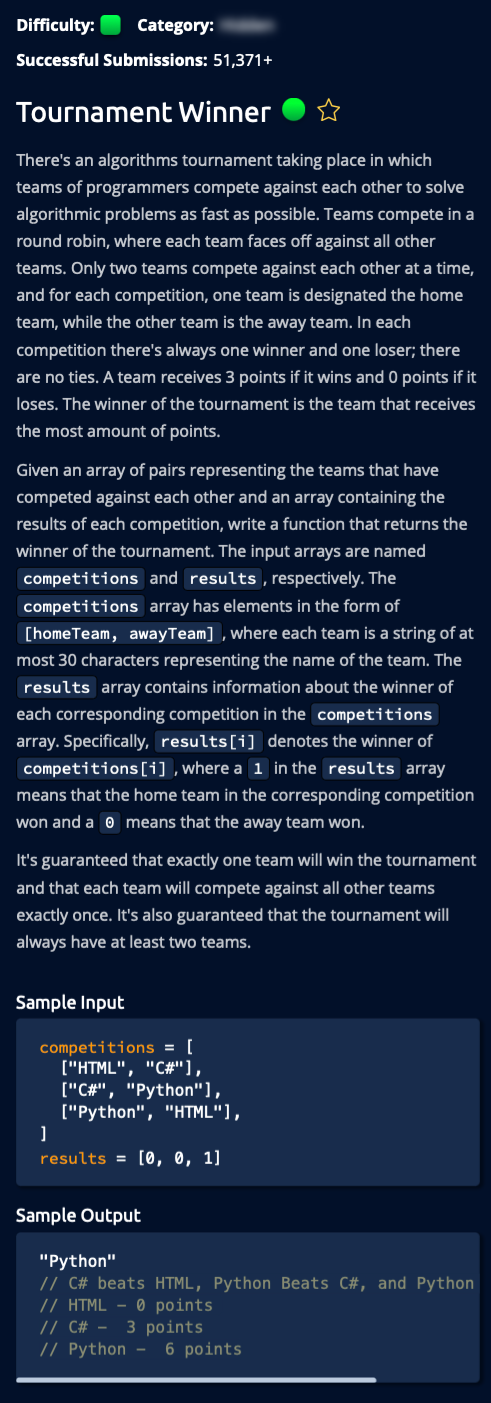 Difficulty: Category:
Successful Submissions: 51,371+
Tournament Winner
There's an algorithms tournament taking place in which
teams of programmers compete against each other to solve
algorithmic problems as fast as possible. Teams compete in a
round robin, where each team faces off against all other
teams. Only two teams compete against each other at a time,
and for each competition, one team is designated the home
team, while the other team is the away team. In each
competition there's always one winner and one loser; there
are no ties. A team receives 3 points if it wins and 0 points if it
loses. The winner of the tournament is the team that receives
the most amount of points.
Given an array of pairs representing the teams that have
competed against each other and an array containing the
results of each competition, write a function that returns the
winner of the tournament. The input arrays are named
competitions and results, respectively. The
competitions array has elements in the form of
[homeTeam, awayTeam], where each team is a string of at
most 30 characters representing the name of the team. The
results array contains information about the winner of
each corresponding competition in the competitions
array. Specifically, results[i] denotes the winner of
competitions[i], where a 1 in the results array
means that the home team in the corresponding competition
won and a 0 means that the away team won.
It's guaranteed that exactly one team will win the tournament
and that each team will compete against all other teams
exactly once. It's also guaranteed that the tournament will
always have at least two teams.
Sample Input
competitions = [
["HTML", "C#"],
["C#", "Python"],
["Python", "HTML"],
]
results = [0, 0, 1]
Sample Output
"Python"
// C# beats HTML, Python Beats C#, and Python
// HTML - 0 points
// C# -  3 points
// Python -  6 points